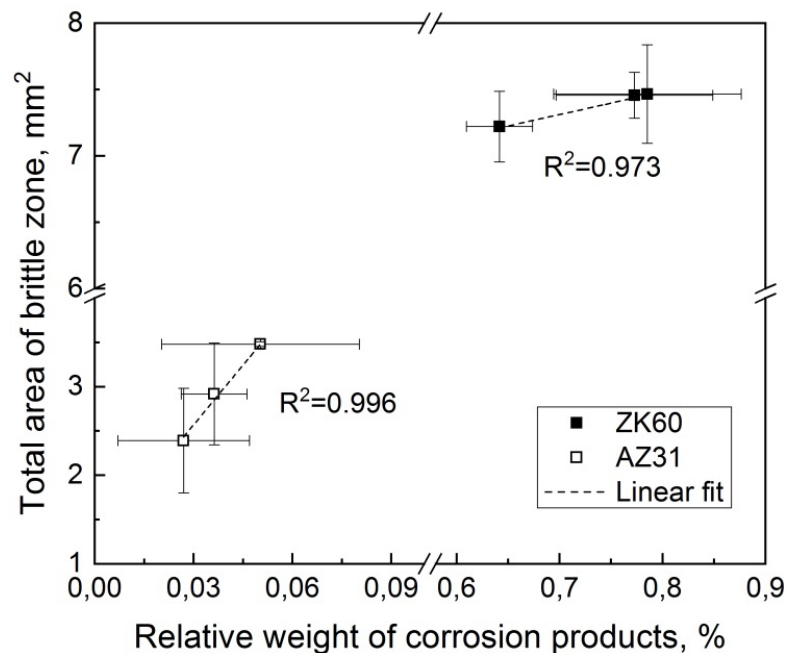 8
7
6
3
2
1
Total area of brittle zone, mm²
R²=0.973
R²=0.996
ZK60
AZ31
Linear fit
0,00 0,03 0,06 0,09 0,6 0,7 0,8 0,9
Relative weight of corrosion products, %